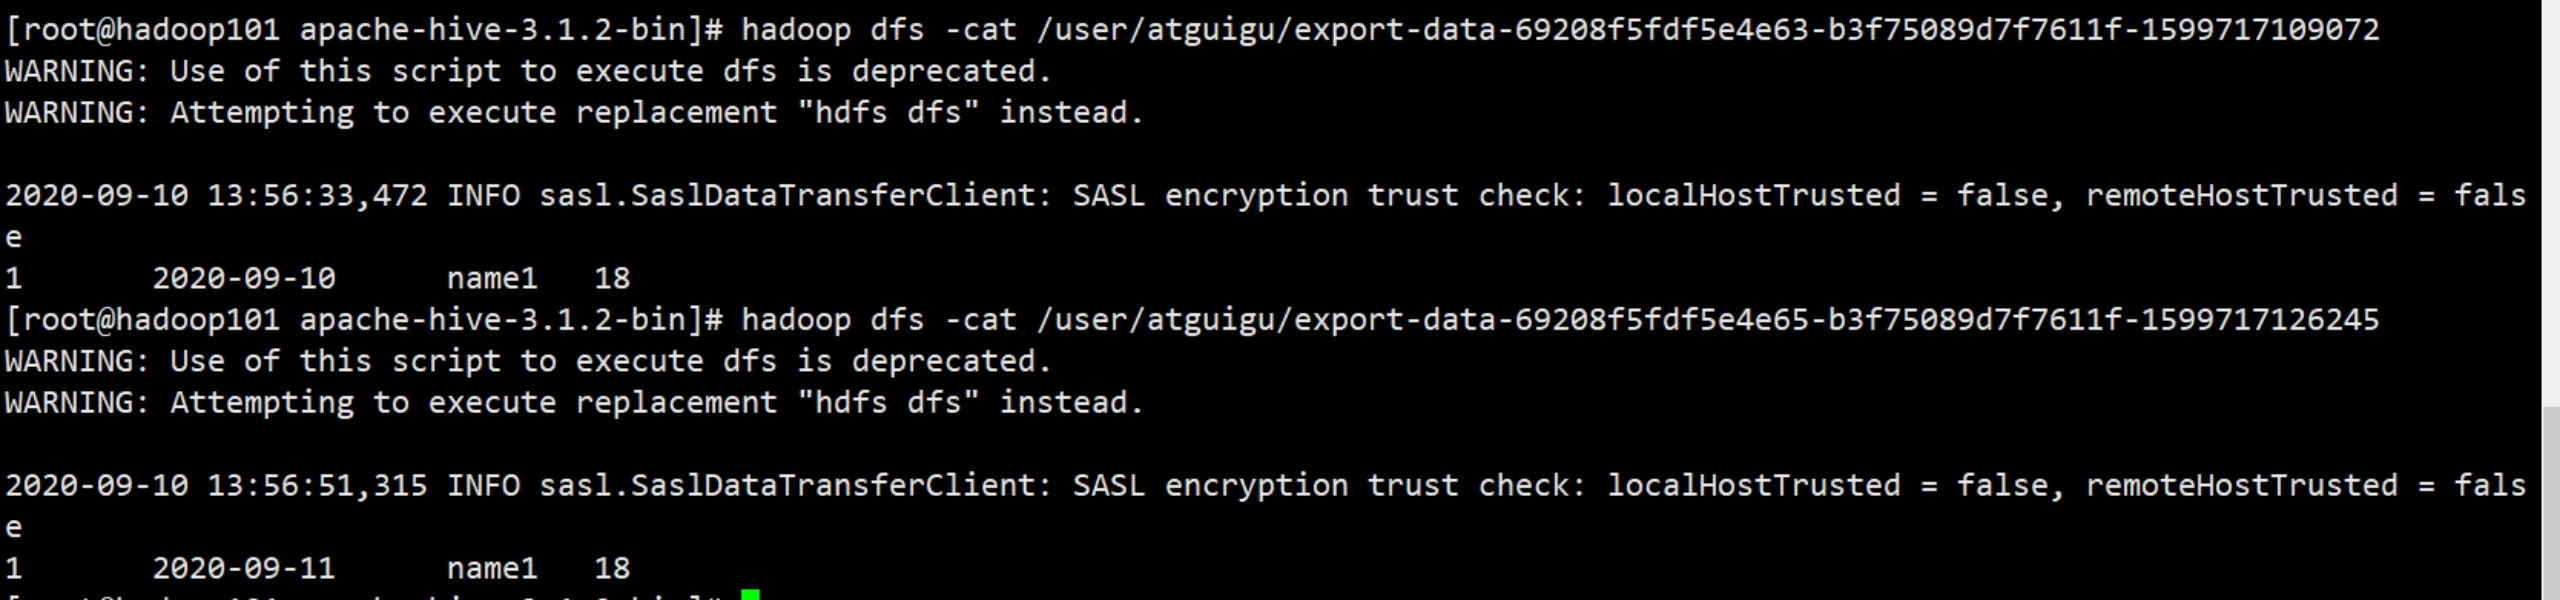 [root@hadoop101 apache-hive-3.1.2-bin]# hadoop dfs -cat /user/atguigu/export-data-69208f5fdf5e4e63-b3f75089d7f7611f-1599717109072
WARNING: Use of this script to execute dfs is deprecated.
WARNING: Attempting to execute replacement "hdfs dfs" instead.
2020-09-10 13:56:33,472 INFO sasl.SaslDataTransferClient: SASL encryption trust check: localHostTrusted = false, remoteHostTrusted = fals
e
1 2020-09-10 name1 18
[root@hadoop101 apache-hive-3.1.2-bin]# hadoop dfs -cat /user/atguigu/export-data-69208f5fdf5e4e65-b3f75089d7f7611f-1599717126245
WARNING: Use of this script to execute dfs is deprecated.
WARNING: Attempting to execute replacement "hdfs dfs" instead.
2020-09-10 13:56:51,315 INFO sasl.SaslDataTransferClient: SASL encryption trust check: localHostTrusted = false, remoteHostTrusted = fals
e
1 2020-09-11 name1 18